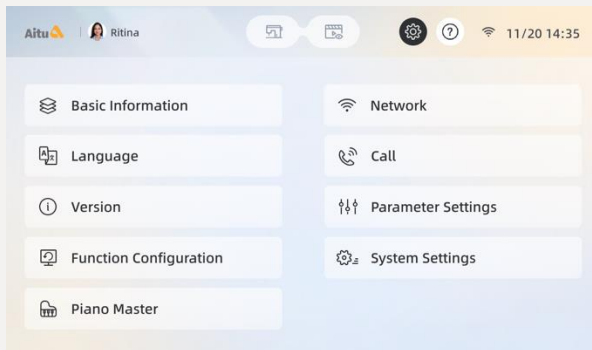 Aitu Ritina 11/20 14:35
Basic Information
Network
Language
Call
Version
Parameter Settings
Function Configuration
System Settings
Piano Master